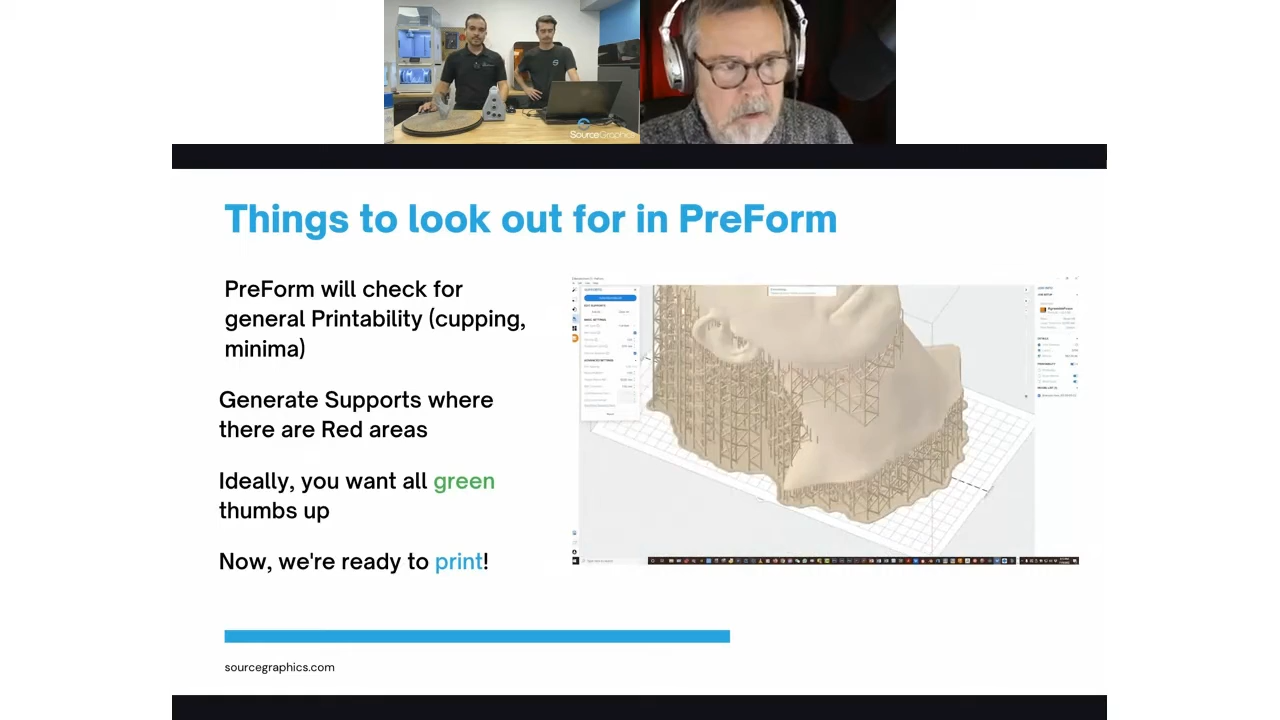 SourceGraphics
Things to look out for in PreForm
PreForm will check for
general Printability (cupping,
minima)
Generate Supports where
there are Red areas
Ideally, you want all green
thumbs up
Now, we're ready to print!
sourcegraphics.com